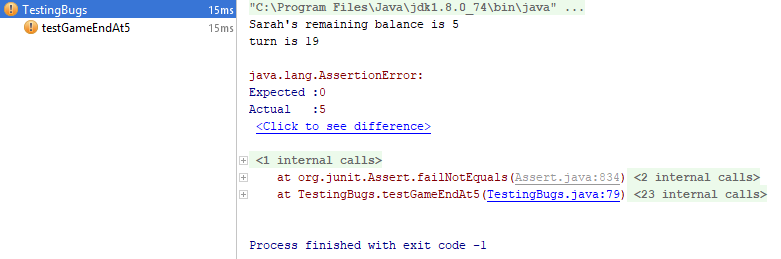 TestingBugs 15ms
testGameEndAt5 15ms
"C:\Program Files\Java\jdk1.8.0_74\bin\java" ...
Sarah's remaining balance is 5
turn is 19
java.lang.AssertionError:
Expected :0
Actual   :5
<Click to see difference>
<1 internal calls>
at org.junit.Assert.failNotEquals(Assert.java:834) <2 internal calls>
at TestingBugs.testGameEndAt5(TestingBugs.java:79) <23 internal calls>
Process finished with exit code -1